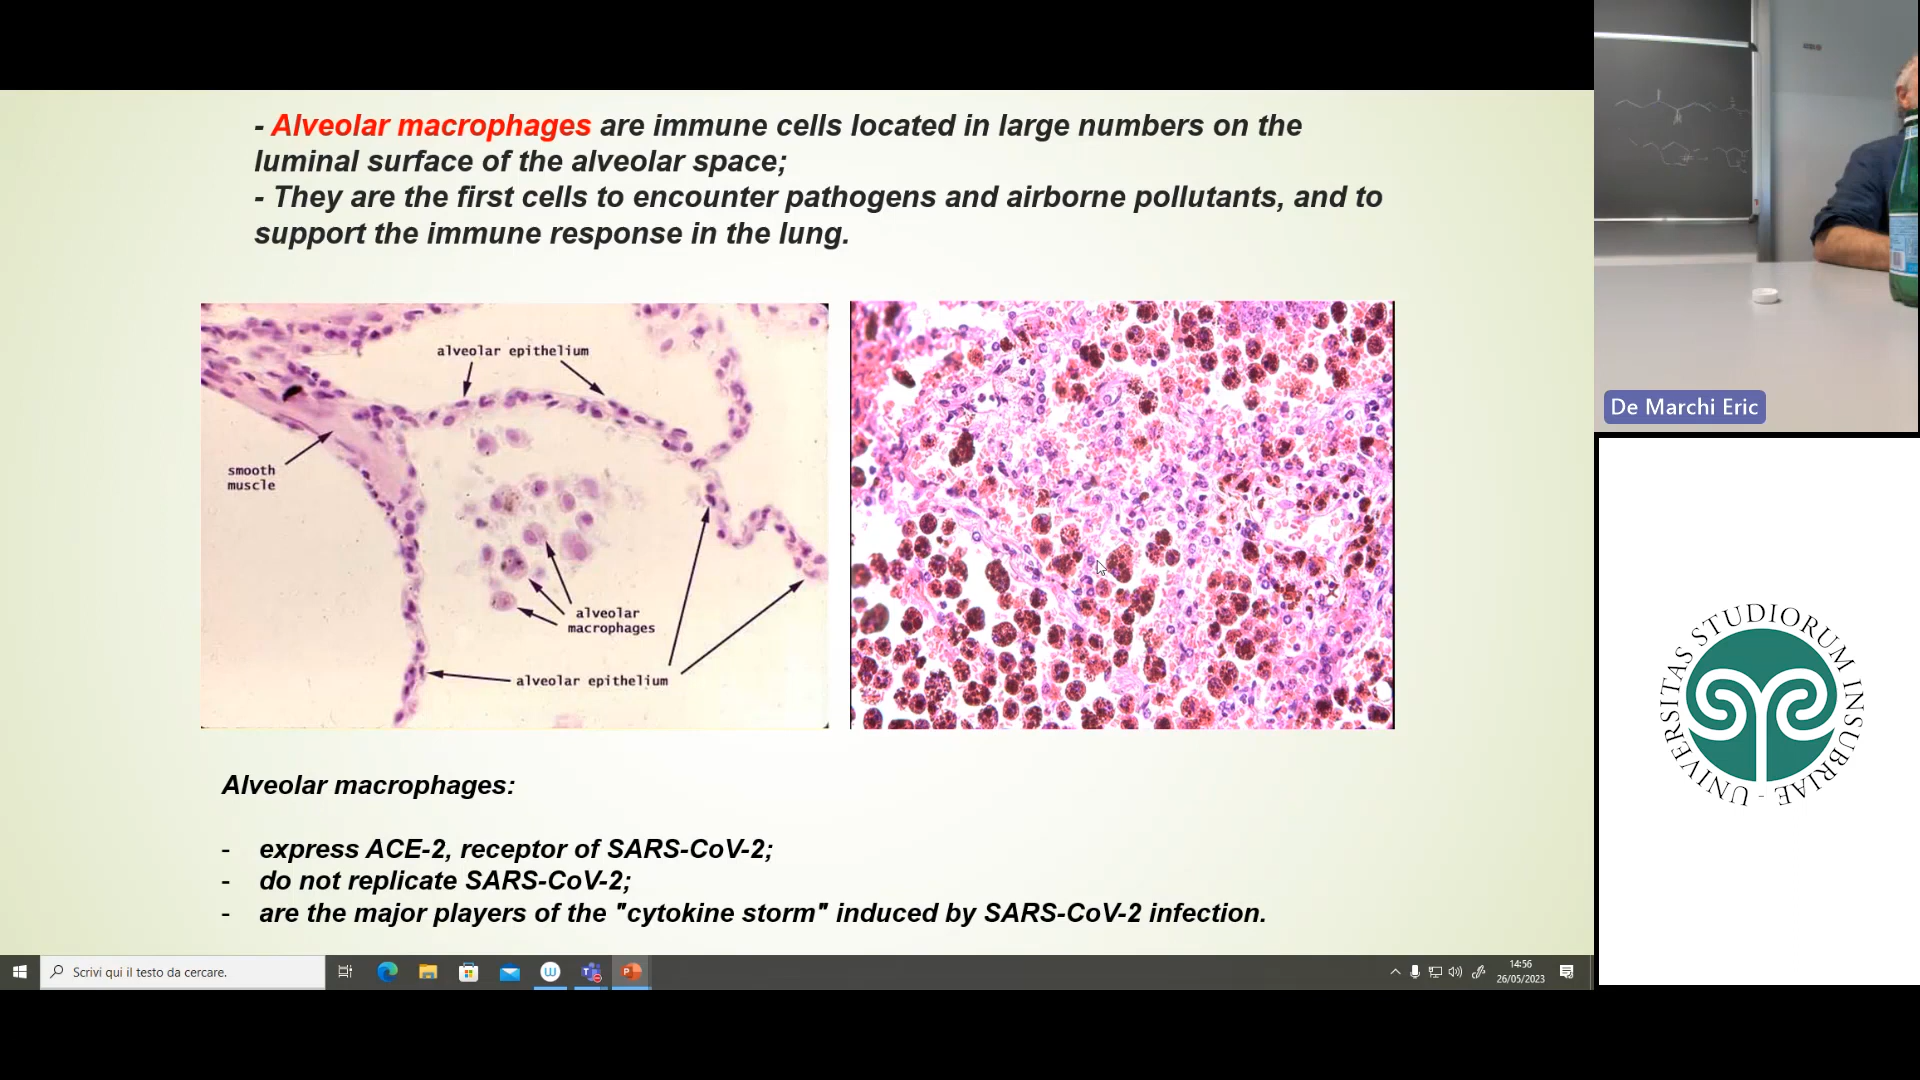 - Alveolar macrophages are immune cells located in large numbers on the
luminal surface of the alveolar space;
- They are the first cells to encounter pathogens and airborne pollutants, and to
support the immune response in the lung.
alveolar epithelium
smooth
muscle
alveolar
macrophages
alveolar epithelium
Alveolar macrophages:
- express ACE-2, receptor of SARS-CoV-2;
- do not replicate SARS-CoV-2;
- are the major players of the "cytokine storm" induced by SARS-CoV-2 infection.
Scrivi qui il testo da cercare.
14:56
26/05/2023
De Marchi Eric
UNIVERSITAS STUDIORUM INSUBRIAE -